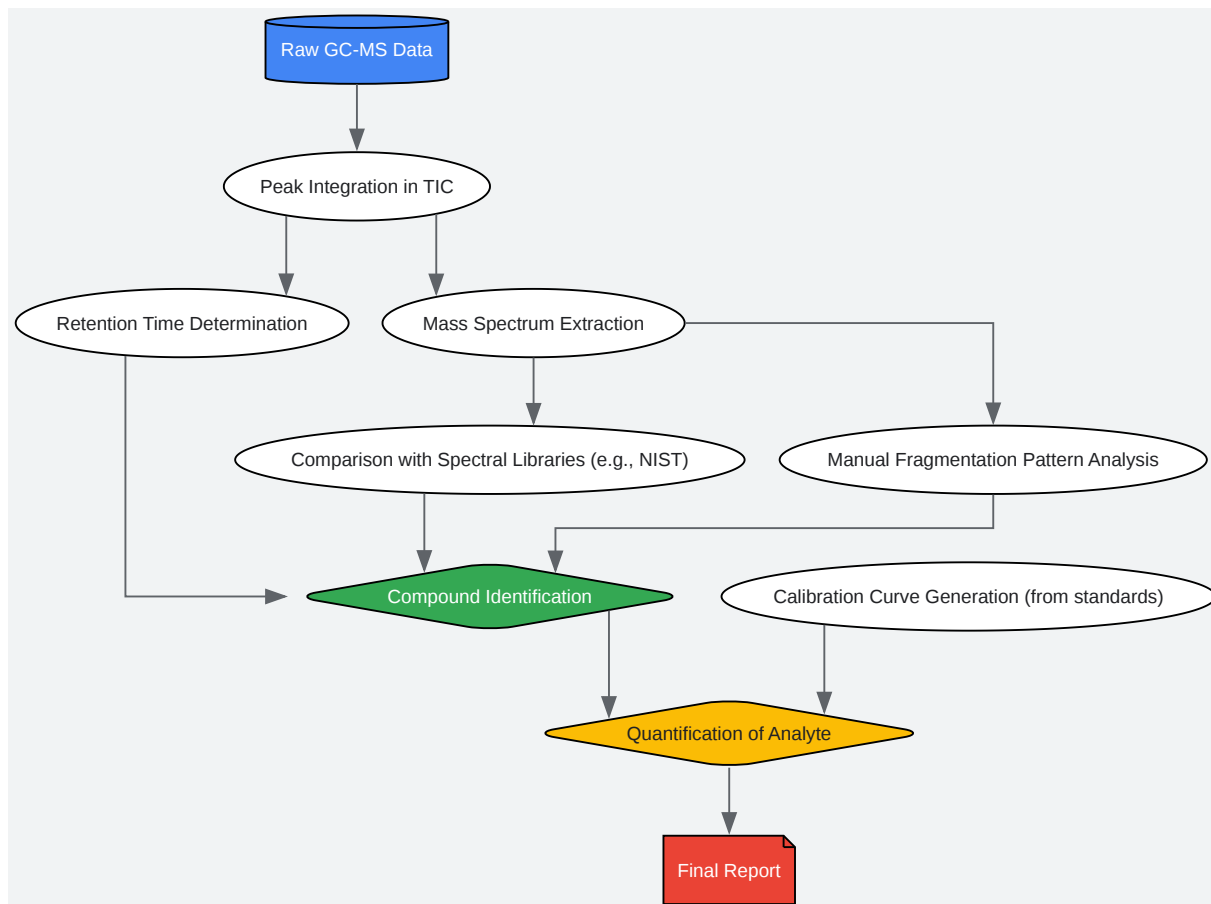 Raw GC-MS Data
Peak Integration in TIC
Retention Time Determination
Mass Spectrum Extraction
Comparison with Spectral Libraries (e.g., NIST)
Manual Fragmentation Pattern Analysis
Compound Identification
Calibration Curve Generation (from standards)
Quantification of Analyte
Final Report